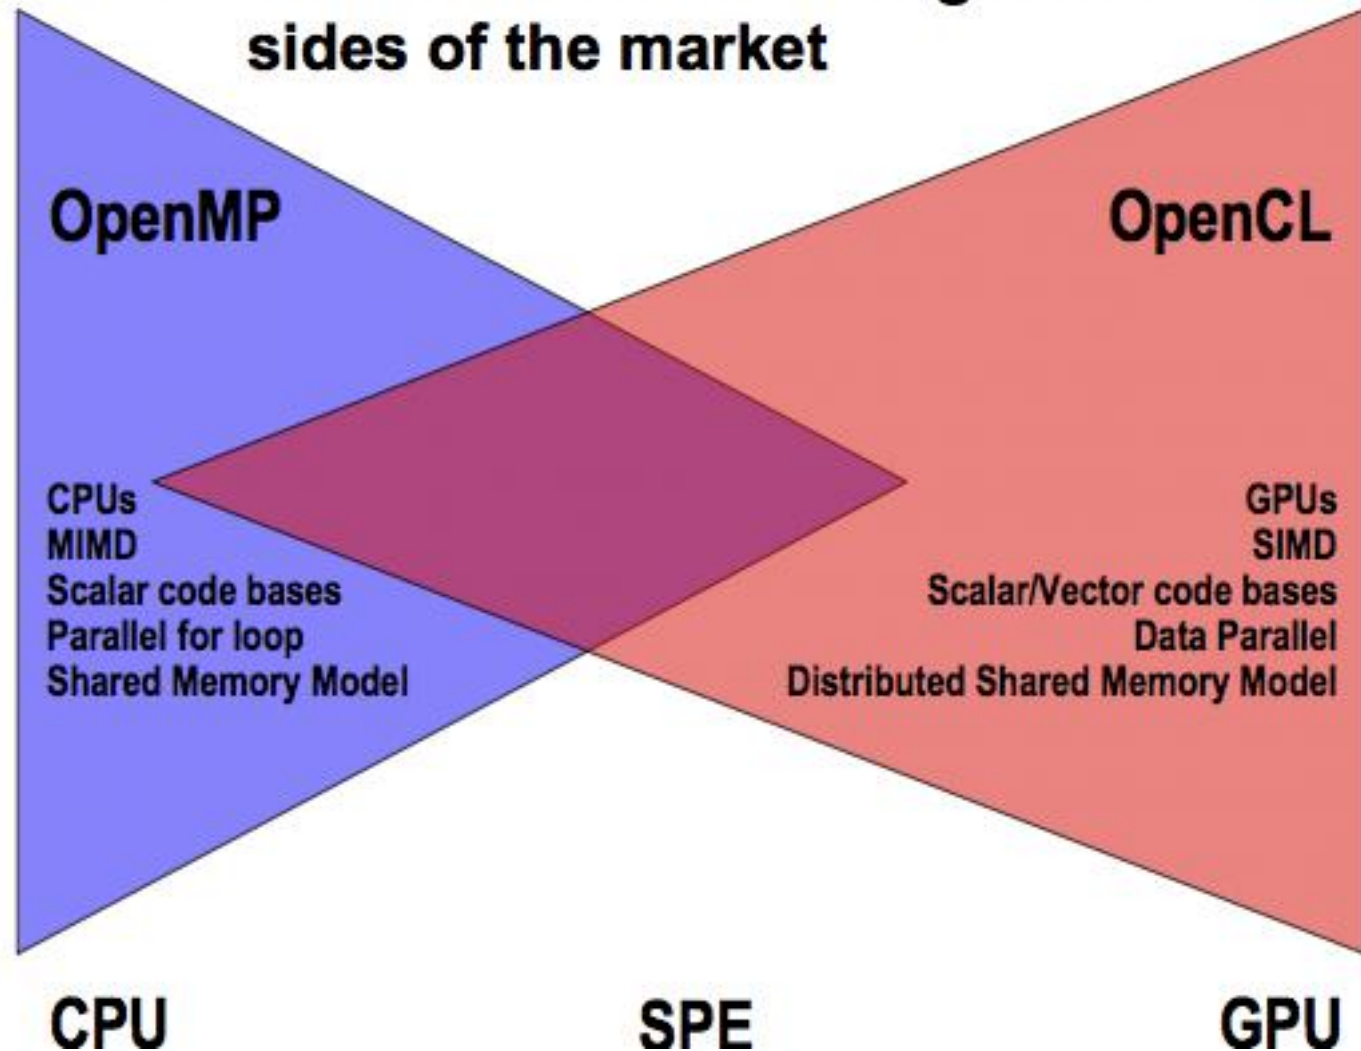 sides of the market
OpenMP
OpenCL
CPUs
MIMD
Scalar code bases
Parallel for loop
Shared Memory Model
GPUs
SIMD
Scalar/Vector code bases
Data Parallel
Distributed Shared Memory Model
CPU
SPE
GPU